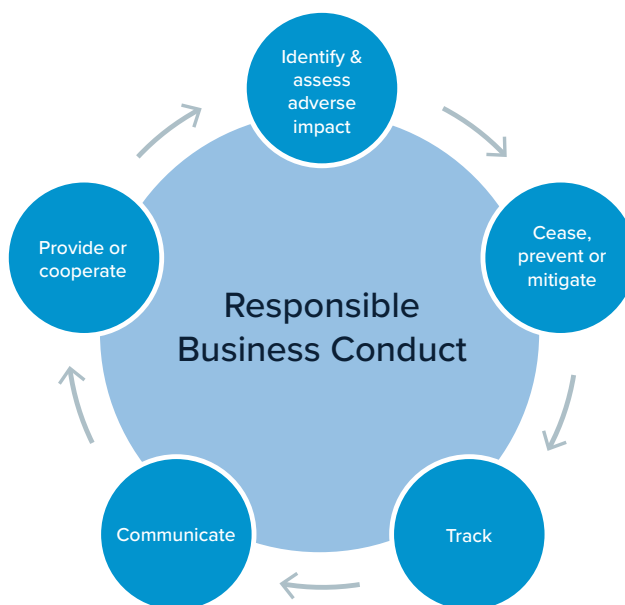 Identify &
assess
adverse
impact
Cease,
prevent or
mitigate
Provide or
cooperate
Responsible
Business Conduct
Communicate
Track